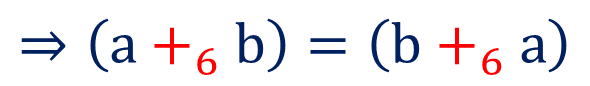 ⇒ (a +₆ b) = (b +₆ a)